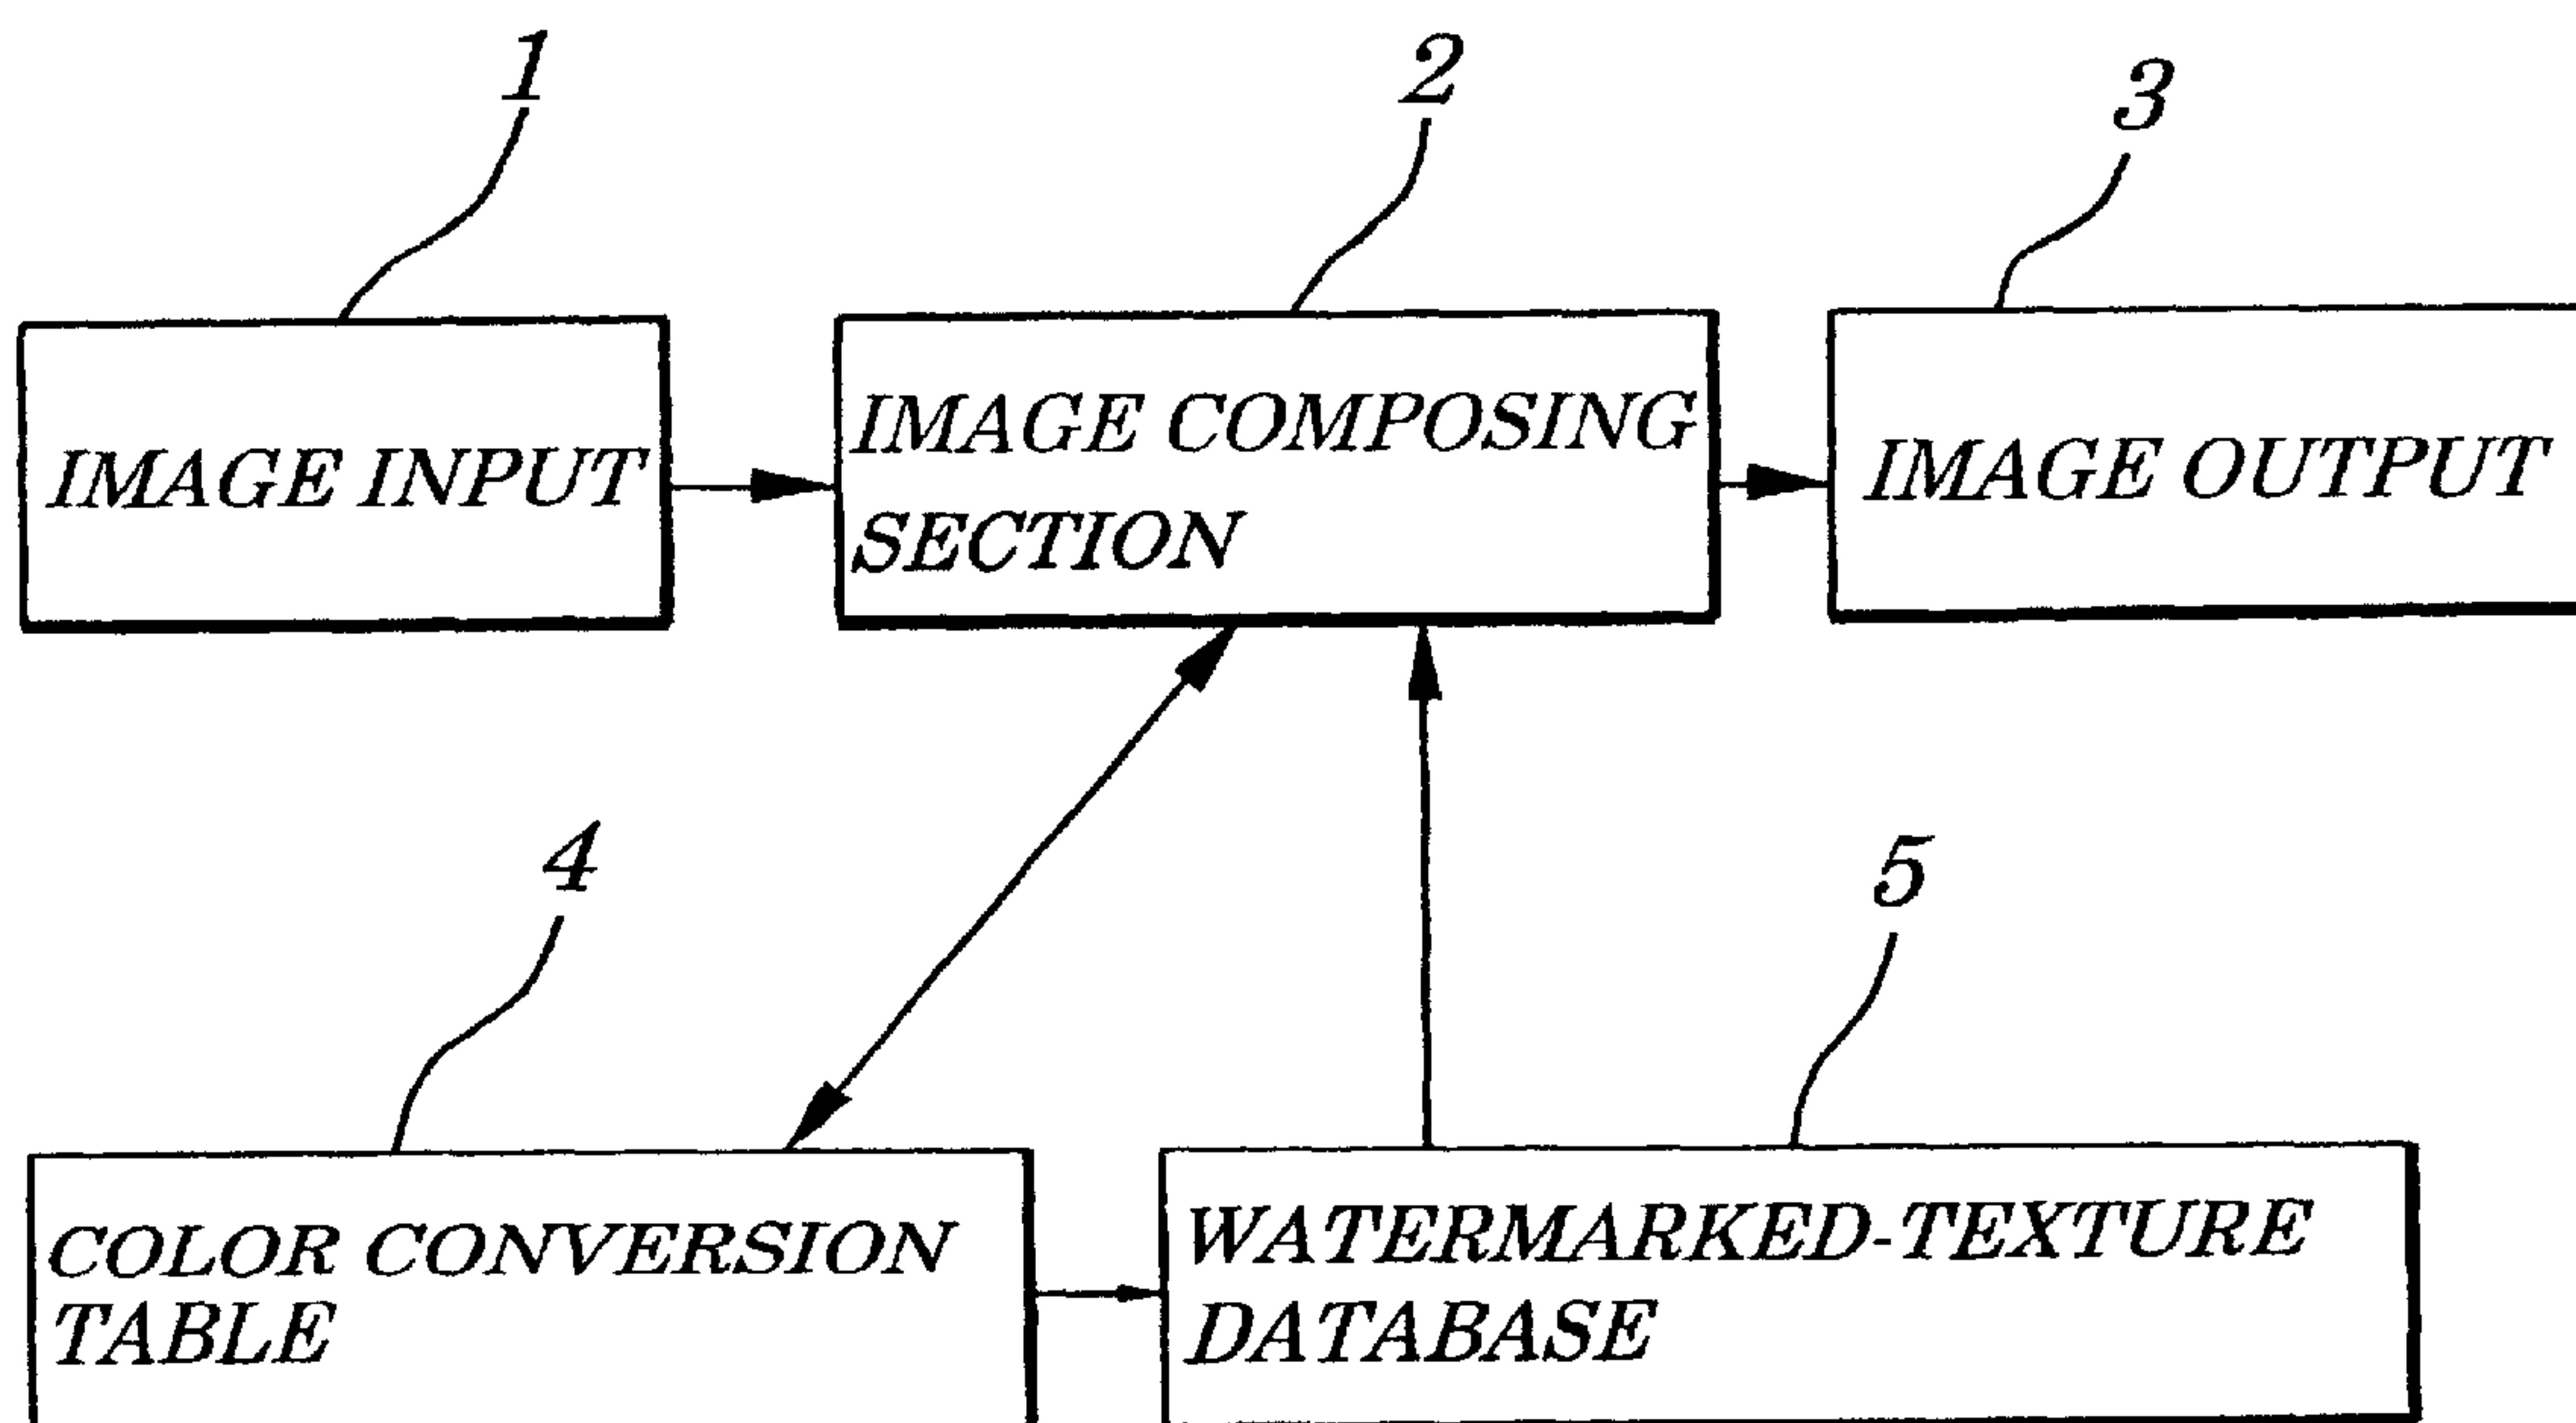 1
2
3
IMAGE INPUT
IMAGE COMPOSING
SECTION
IMAGE OUTPUT
4
5
COLOR CONVERSION
TABLE
WATERMARKED-TEXTURE
DATABASE